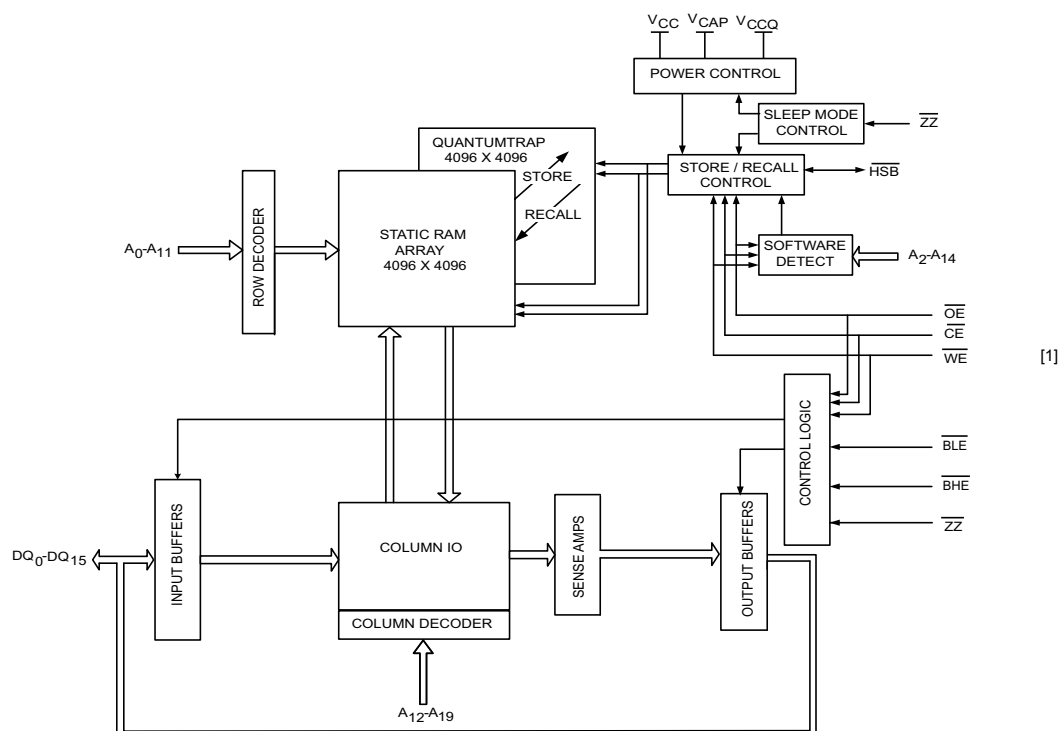 VCC VCAP VCCQ
POWER CONTROL
SLEEP MODE
CONTROL
ZZ
QUANTUMTRAP
4096 X 4096
STORE
RECALL
STORE / RECALL
CONTROL
HSB
STATIC RAM
ARRAY
4096 X 4096
ROW DECODER
A0-A11
SOFTWARE
DETECT
A2-A14
OE
CE
WE
[1]
CONTROL LOGIC
BLE
BHE
ZZ
DQ0-DQ15
INPUT BUFFERS
COLUMN IO
COLUMN DECODER
SENSE AMPS
OUTPUT BUFFERS
A12-A19